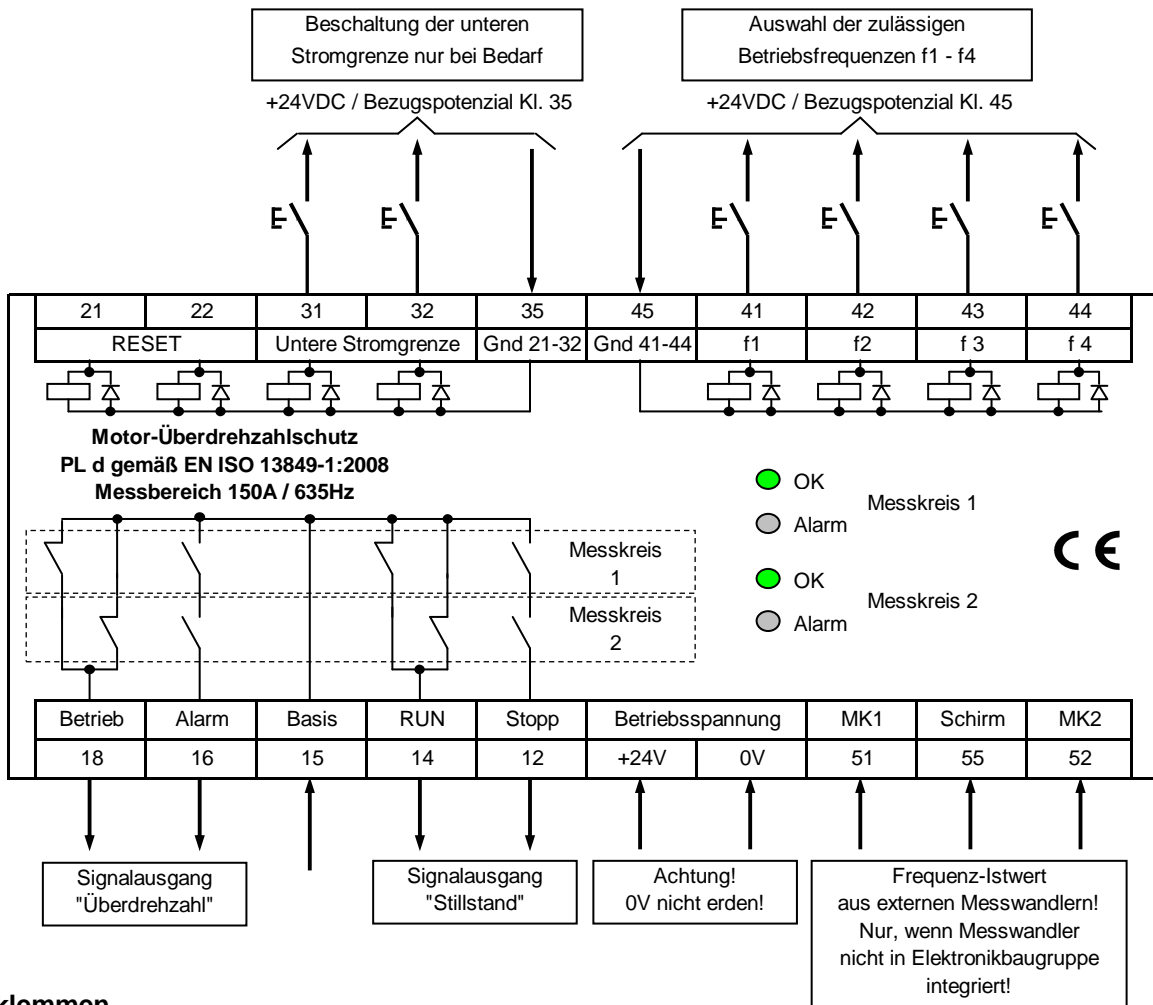 Beschaltung der unteren
Stromgrenze nur bei Bedarf
Auswahl der zulässigen
Betriebsfrequenzen f1 - f4
+24VDC / Bezugspotenzial Kl. 35
+24VDC / Bezugspotenzial Kl. 45
21 22 31 32 35 45 41 42 43 44
RESET Untere Stromgrenze Gnd 21-32 Gnd 41-44 f1 f2 f 3 f 4
Motor-Überdrehzahlschutz
PL d gemäß EN ISO 13849-1:2008
Messbereich 150A / 635Hz
OK
Messkreis 1
Alarm
OK
Messkreis 2
Alarm
CE
Messkreis
1
Messkreis
2
Betrieb Alarm Basis RUN Stopp Betriebsspannung MK1 Schirm MK2
18 16 15 14 12 +24V 0V 51 55 52
Signalausgang
"Überdrehzahl"
Signalausgang
"Stillstand"
Achtung!
0V nicht erden!
Frequenz-Istwert
aus externen Messwandlern!
Nur, wenn Messwandler
nicht in Elektronikbaugruppe
integriert!